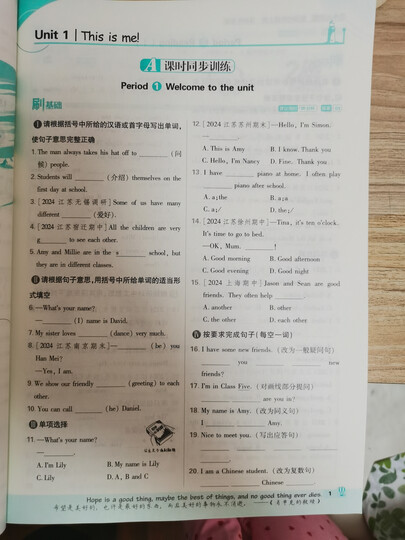 Unit 1 | This is me!
A 课时同步训练
Period 1 Welcome to the unit
刷基础
Ⅰ 请根据括号中所给的汉语或首字母写出单词,
使句子意思完整正确
1. The man always takes his hat off to ________ (问
候) people.
2. Students will ________ (介绍) themselves on the
first day at school.
3. [2024 江苏无锡调研] Some of us have many
different ________ (爱好).
4. [2024 江苏宿迁期中] All the children are very
g________ to see each other.
5. Amy and Millie are in the s________ school, but
they are in different classes.
Ⅱ 请根据句子意思,用括号中所给单词的适当形
式填空
6. —What's your name?
—________ (I) name is David.
7. My sister loves ________ (dance) very much.
8. [2024 江苏南京期末]—________ (be) you
Han Mei?
—Yes, I am.
9. We show our friendly ________ (greeting) to each
other.
10. You can call ________ (he) Daniel.
Ⅲ 单项选择
11. —What's your name?
—________.
A. I'm Lily
B. My name is Lily
C. Lily
D. A, B and C
12. [2024 江苏苏州期末]—Hello, I'm Simon.
—________.
A. This is Amy
B. I know. Thank you
C. Hello, I'm Nancy
D. Fine. Thank you
13. I have ________ piano at home. I often play
________ piano after school.
A. a; the
B. a; a
C. a; /
D. the; /
14. [2024 江苏徐州期中]—Tina, it's ten o'clock.
It's time to go to bed.
—OK, Mum. ________!
A. Good morning
B. Good afternoon
C. Good evening
D. Good night
15. [2024 上海期中] Jason and Sean are good
friends. They often help ________.
A. another
B. other
C. the other
D. each other
Ⅳ 按要求完成句子(每空一词)
16. I have some new friends. (改为一般疑问句)
________ you ________ ________ new
friends?
17. I'm in Class Five. (对画线部分提问)
________ ________ are you in?
18. My name is Amy. (改为同义句)
I ________ Amy.
19. Nice to meet you. (写出应答句)
________
20. I am a Chinese student. (改为复数句)
________ ________ Chinese ________.
Hope is a good thing, maybe the best of things, and no good thing ever dies.
希望是美好的,也许是最好的东西,而且美好的事物永不消逝。——《肖申克的救赎》
1